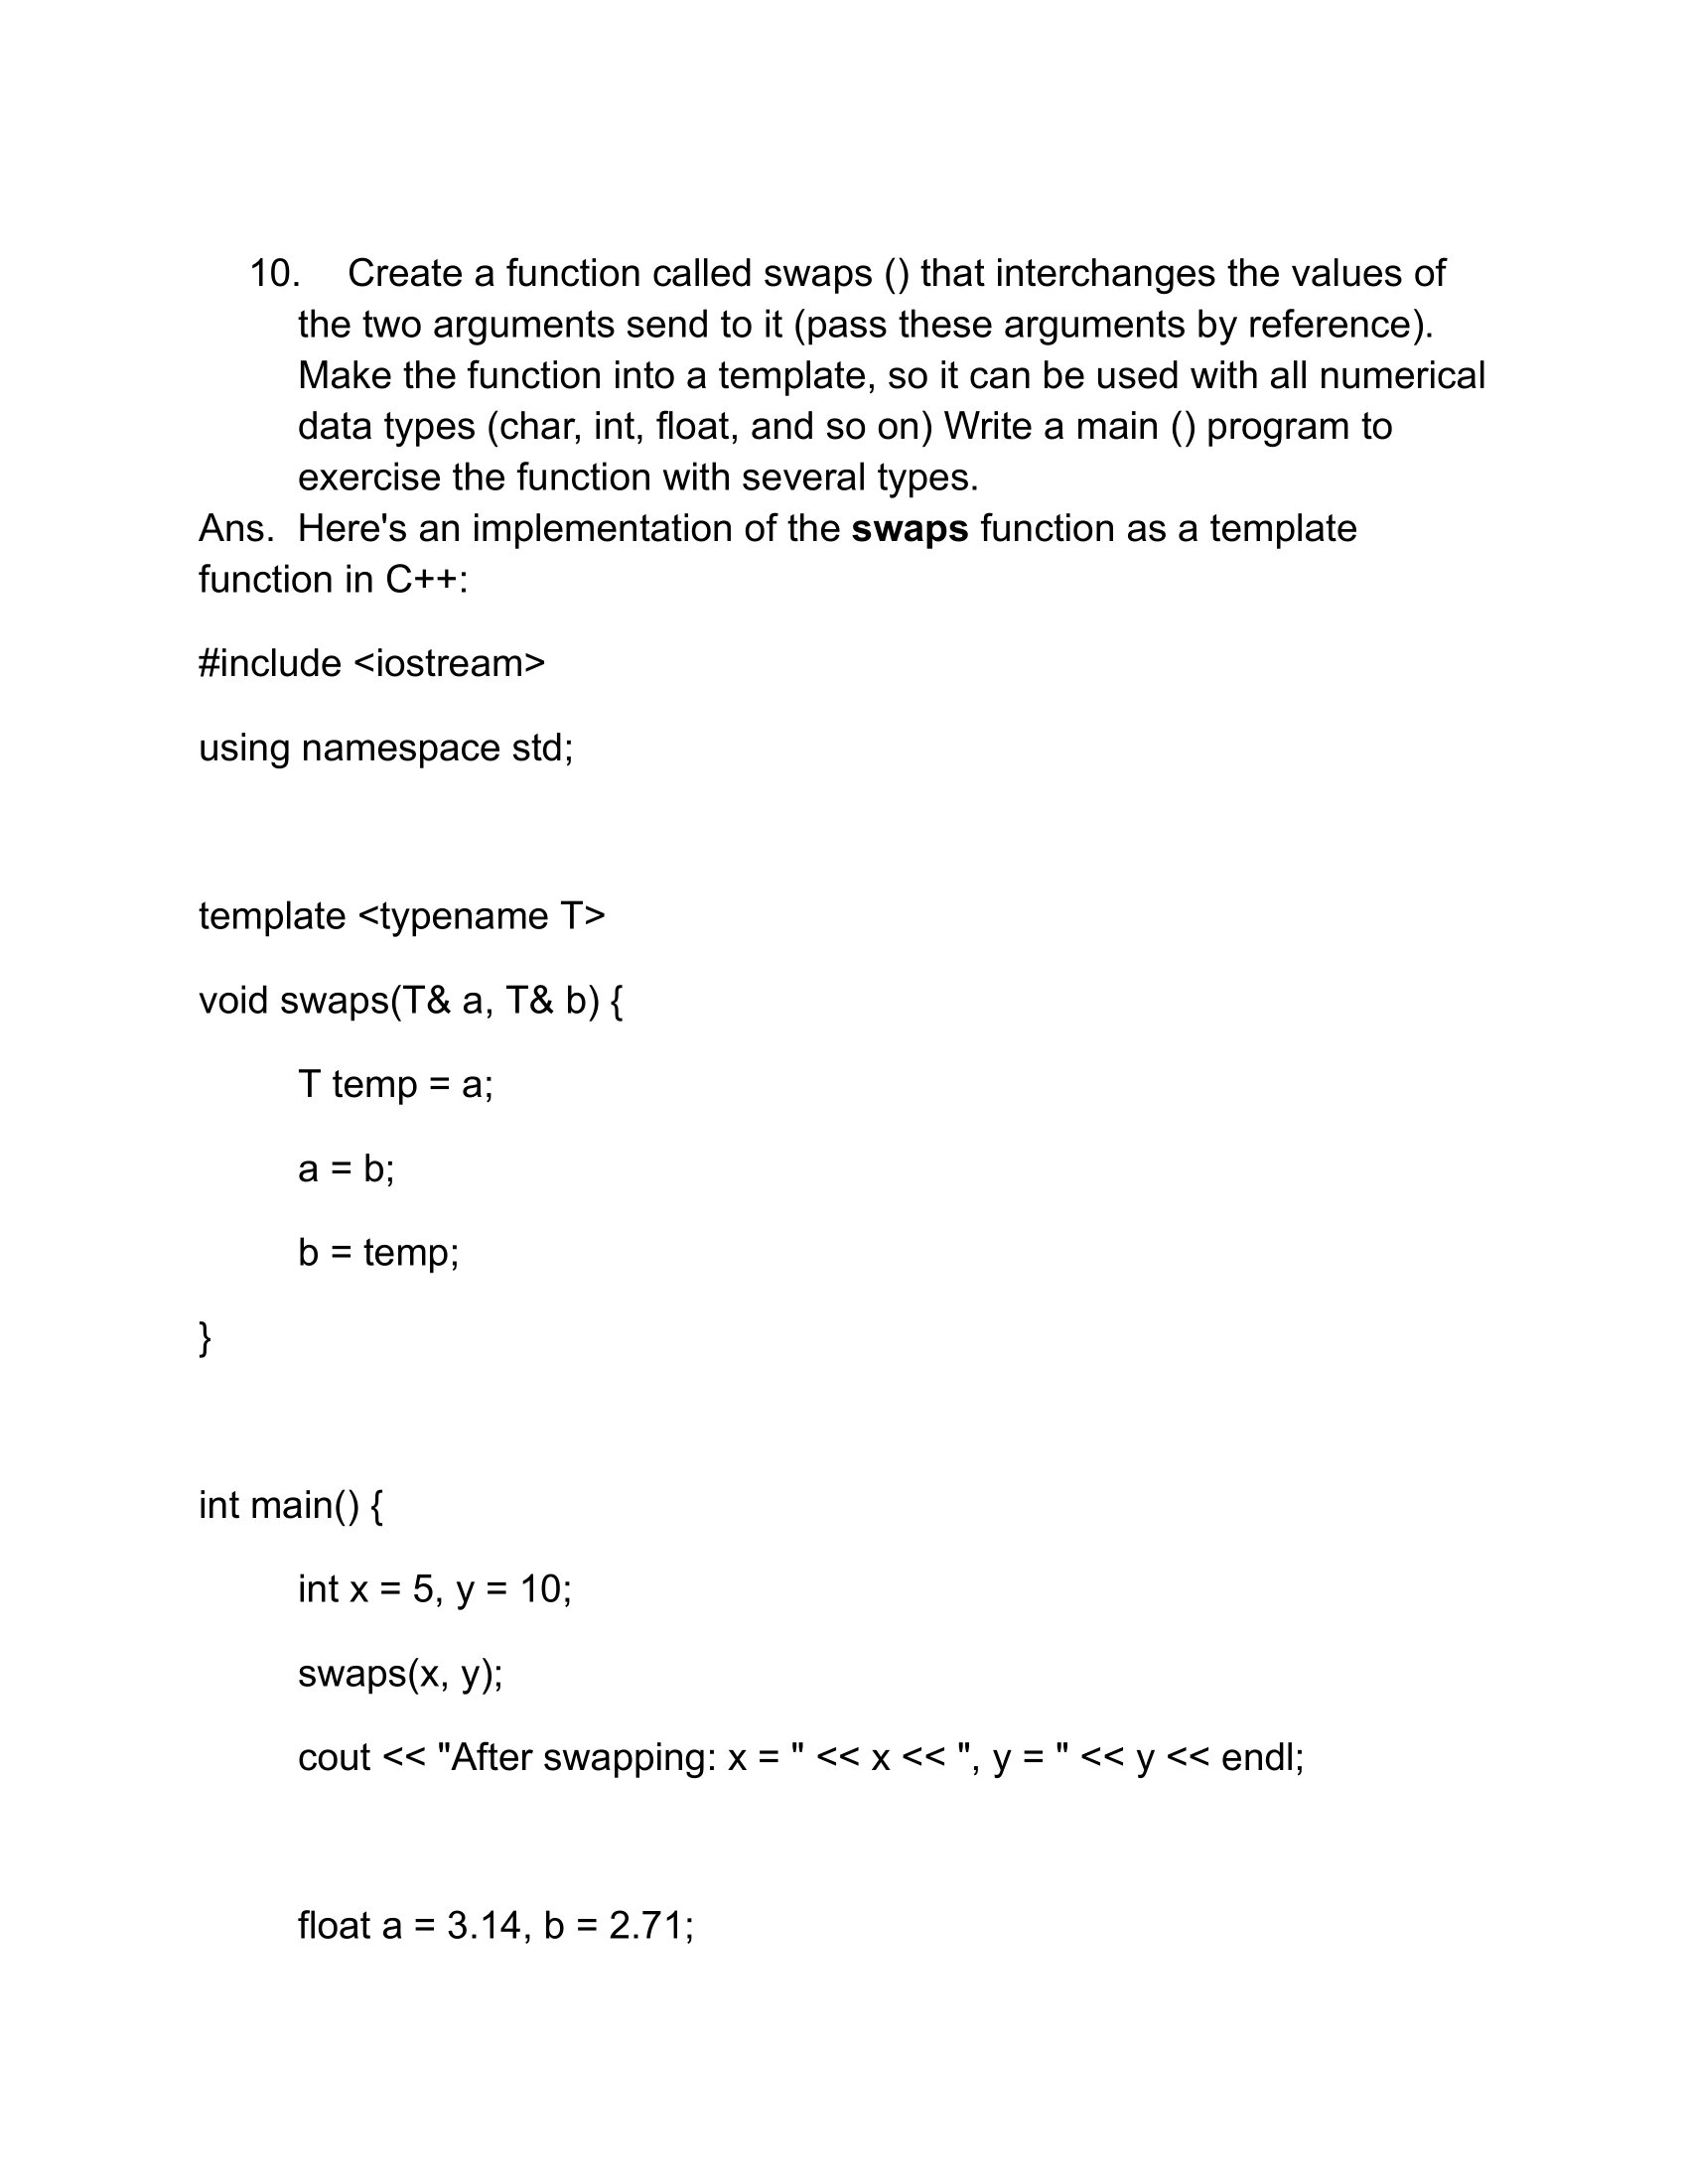 10. Create a function called swaps () that interchanges the values of
the two arguments send to it (pass these arguments by reference).
Make the function into a template, so it can be used with all numerical
data types (char, int, float, and so on) Write a main () program to
exercise the function with several types.
Ans. Here's an implementation of the swaps function as a template
function in C++:
#include <iostream>
using namespace std;
template <typename T>
void swaps(T& a, T& b) {
T temp = a;
a = b;
b = temp;
}
int main() {
int x = 5, y = 10;
swaps(x, y);
cout << "After swapping: x = " << x << ", y = " << y << endl;
float a = 3.14, b = 2.71;